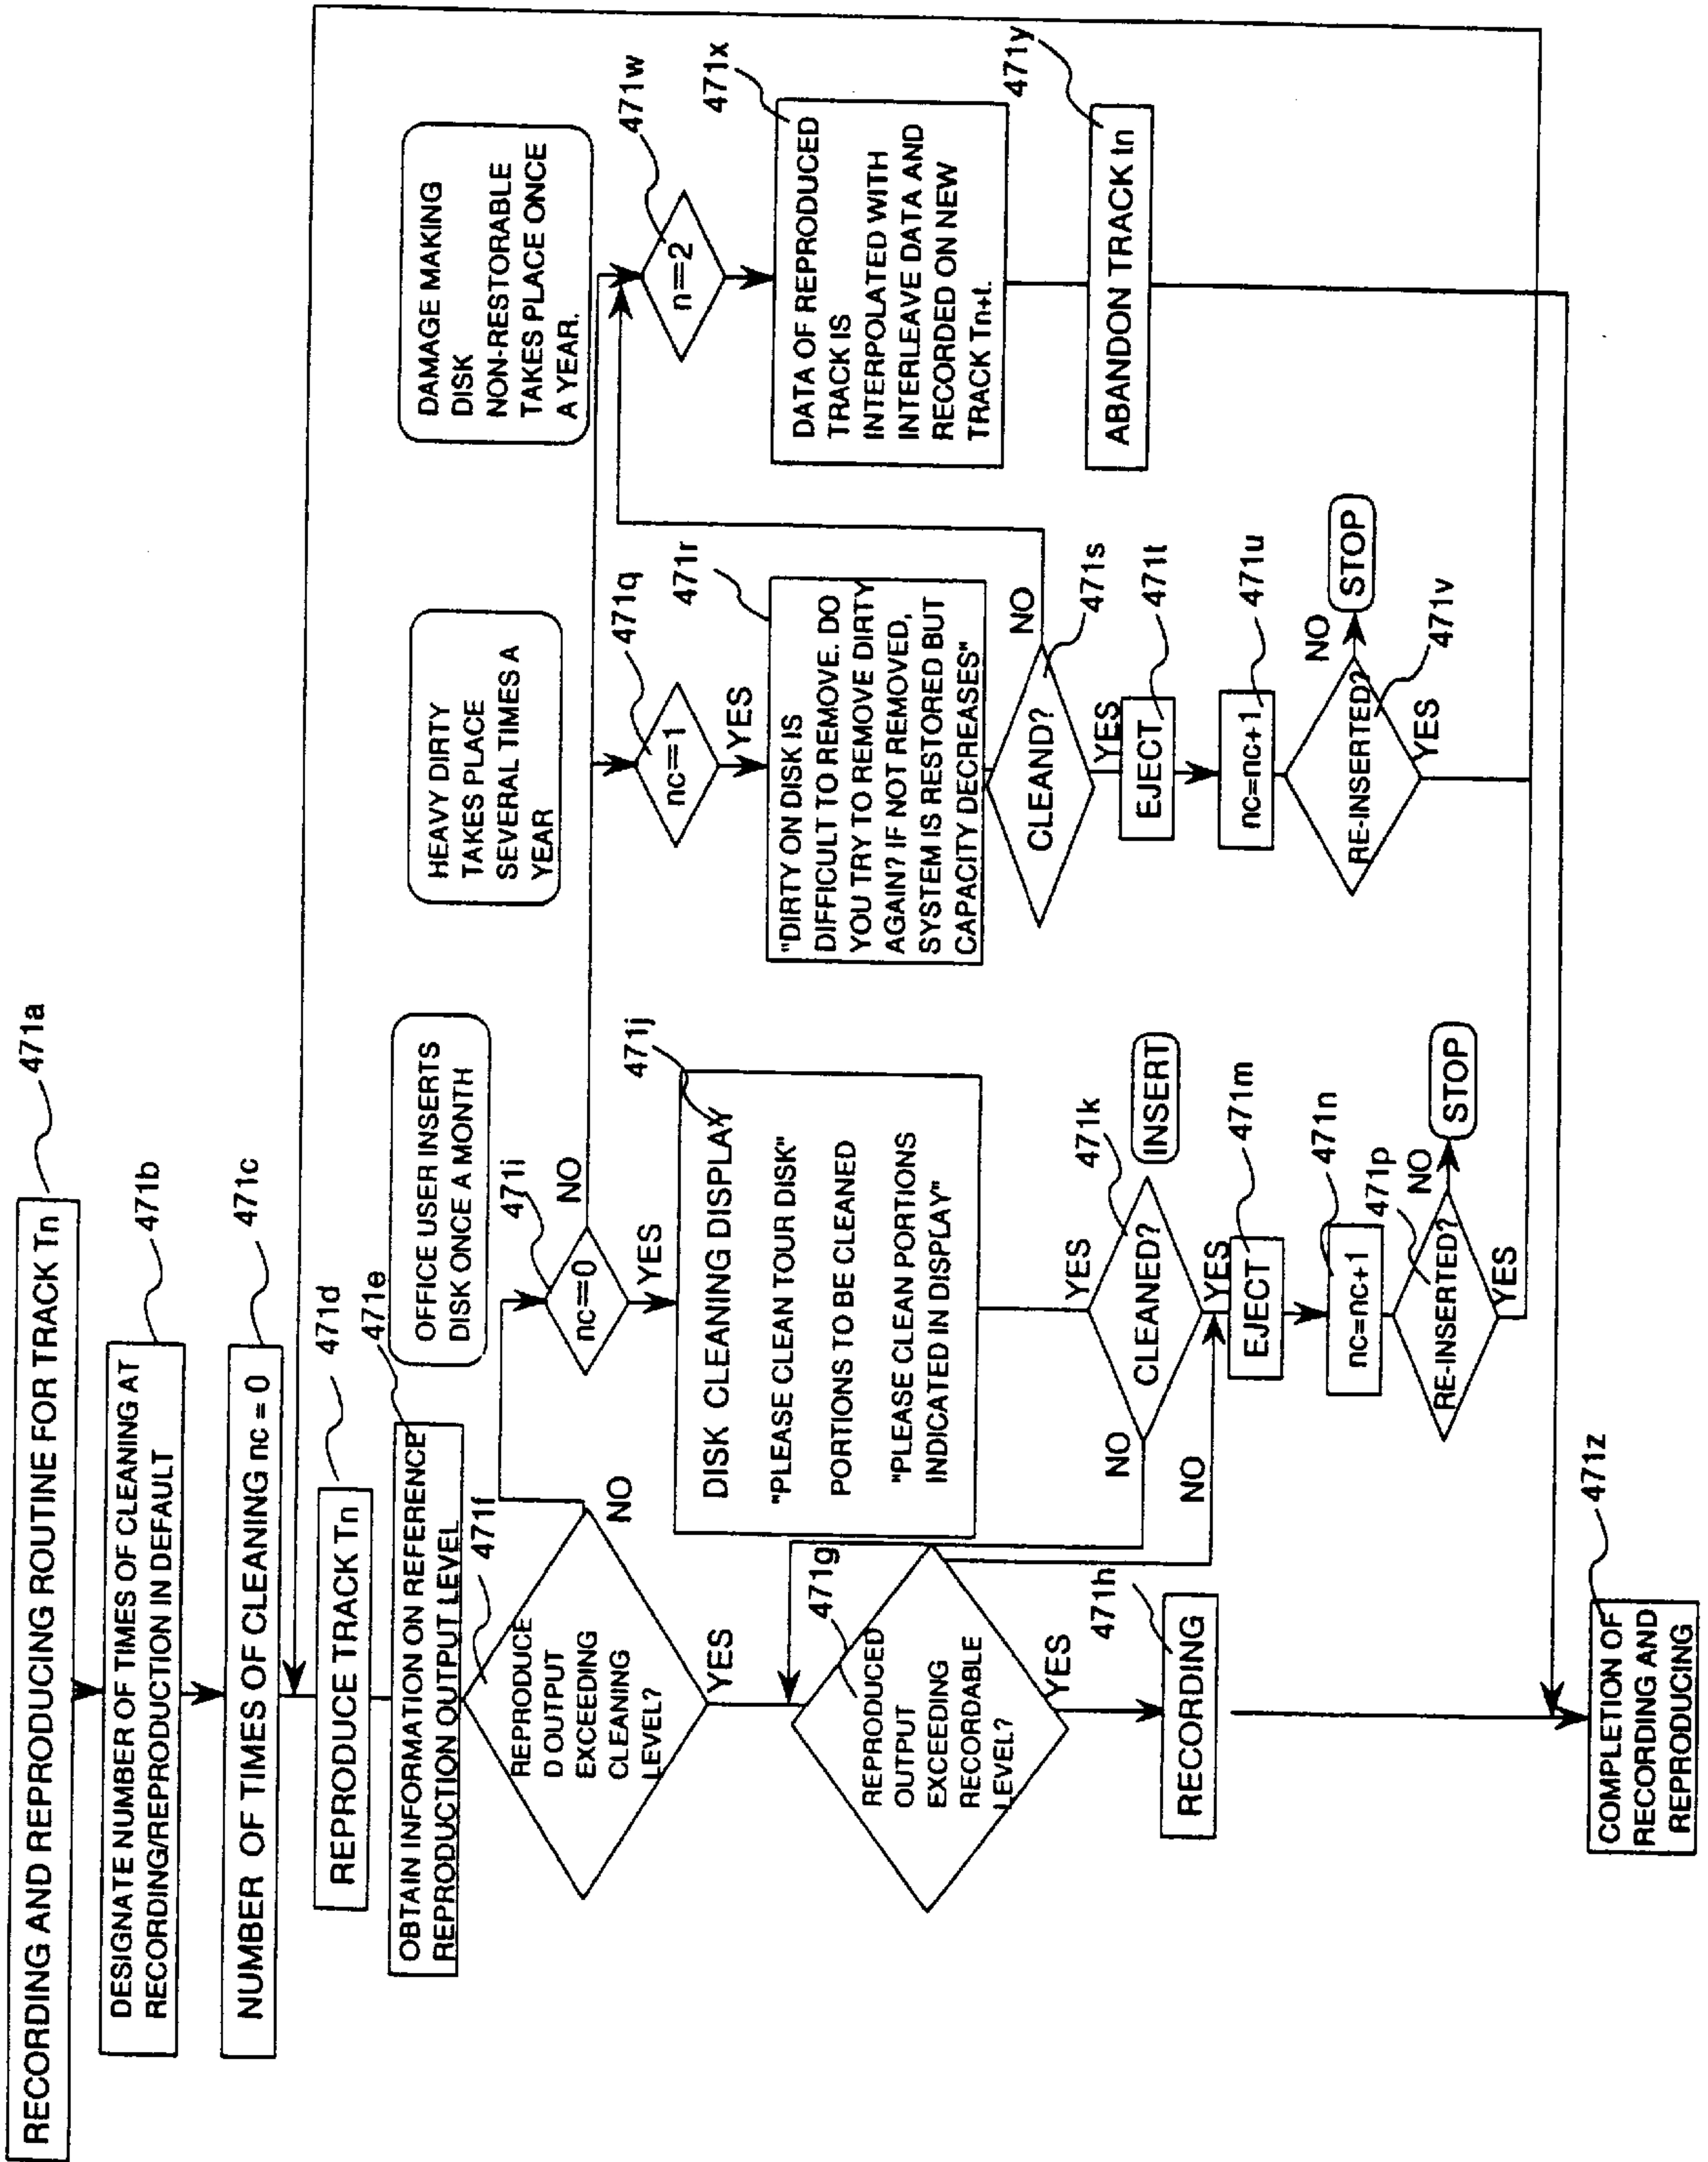 RECORDING AND REPRODUCING ROUTINE FOR TRACK Tn
471a
DESIGNATE NUMBER OF TIMES OF CLEANING AT
RECORDING/REPRODUCTION IN DEFAULT
471b
NUMBER OF TIMES OF CLEANING nc = 0
471c
REPRODUCE TRACK Tn
471d
OBTAIN INFORMATION ON REFERENCE
REPRODUCTION OUTPUT LEVEL
471e
REPRODUCE
D OUTPUT
EXCEEDING
CLEANING
LEVEL?
471f
NO
YES
REPRODUCED
OUTPUT
EXCEEDING
RECORDABLE
LEVEL?
471g
NO
YES
RECORDING
471h
COMPLETION OF
RECORDING AND
REPRODUCING
471z
OFFICE USER INSERTS
DISK ONCE A MONTH
nc=0
471i
NO
YES
DISK CLEANING DISPLAY
"PLEASE CLEAN TOUR DISK"
PORTIONS TO BE CLEANED
"PLEASE CLEAN PORTIONS
INDICATED IN DISPLAY"
471j
YES
CLEANED?
471k
INSERT
NO
YES
EJECT
471m
nc=nc+1
471n
RE-INSERTED?
471p
NO
STOP
YES
HEAVY DIRTY
TAKES PLACE
SEVERAL TIMES A
YEAR
nc=1
471q
YES
"DIRTY ON DISK IS
DIFFICULT TO REMOVE. DO
YOU TRY TO REMOVE DIRTY
AGAIN? IF NOT REMOVED,
SYSTEM IS RESTORED BUT
CAPACITY DECREASES"
471r
CLEAND?
471s
NO
YES
EJECT
471t
nc=nc+1
471u
RE-INSERTED?
471v
NO
STOP
YES
DAMAGE MAKING
DISK
NON-RESTORABLE
TAKES PLACE ONCE
A YEAR.
n=2
471w
DATA OF REPRODUCED
TRACK IS
INTERPOLATED WITH
INTERLEAVE DATA AND
RECORDED ON NEW
TRACK Tn+t.
471x
ABANDON TRACK tn
471y